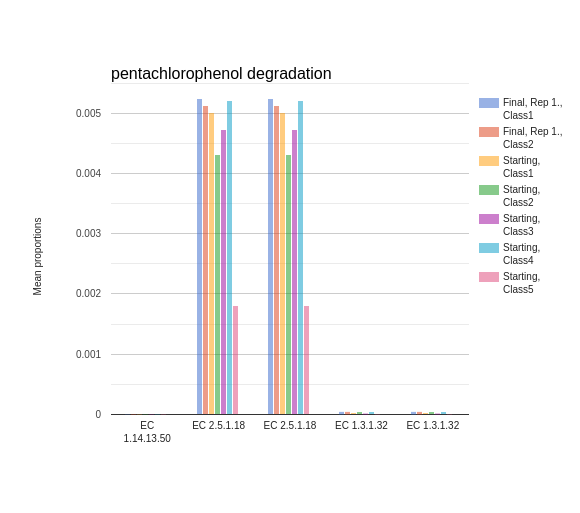 pentachlorophenol degradation
Mean proportions
0.005
0.004
0.003
0.002
0.001
0
EC
1.14.13.50
EC 2.5.1.18
EC 2.5.1.18
EC 1.3.1.32
EC 1.3.1.32
Final, Rep 1.,
Class1
Final, Rep 1.,
Class2
Starting,
Class1
Starting,
Class2
Starting,
Class3
Starting,
Class4
Starting,
Class5